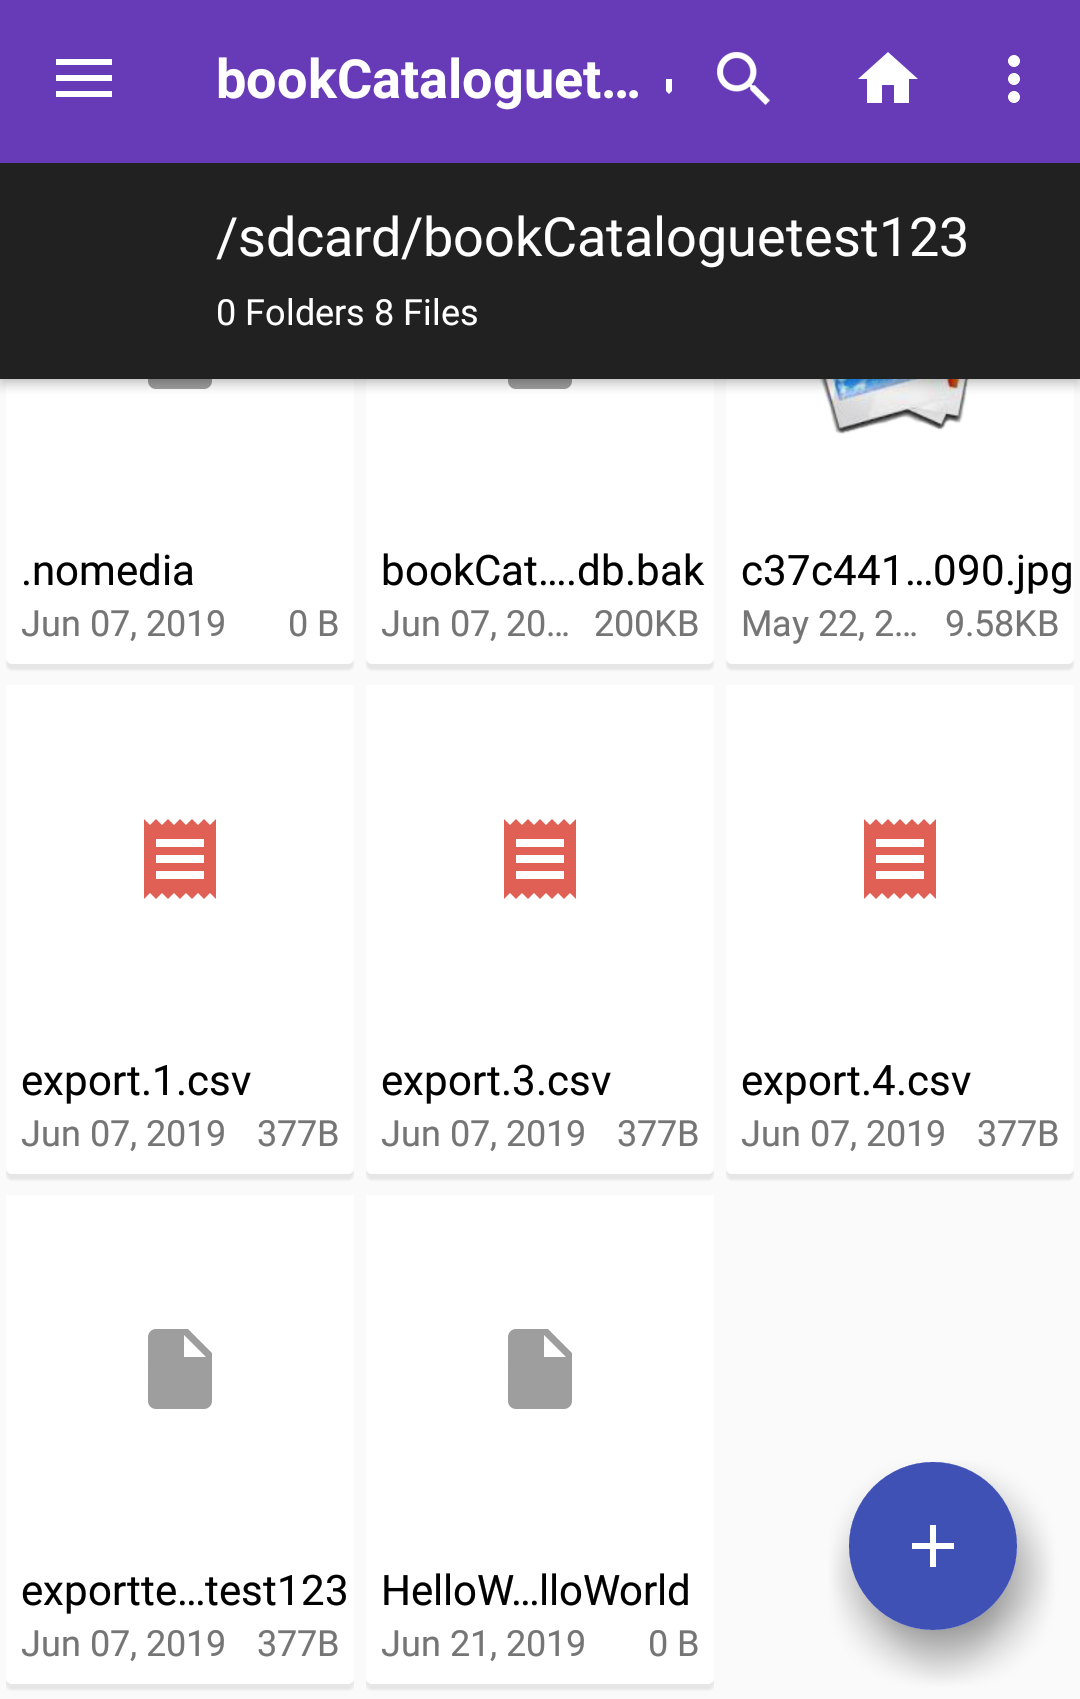 bookCataloguet...
/sdcard/bookCataloguetest123
0 Folders 8 Files
.nomedia
Jun 07, 2019 0 B
bookCat....db.bak
Jun 07, 20... 200KB
c37c441...090.jpg
May 22, 2... 9.58KB
export.1.csv
Jun 07, 2019 377B
export.3.csv
Jun 07, 2019 377B
export.4.csv
Jun 07, 2019 377B
exportte...test123
Jun 07, 2019 377B
HelloW...lloWorld
Jun 21, 2019 0 B